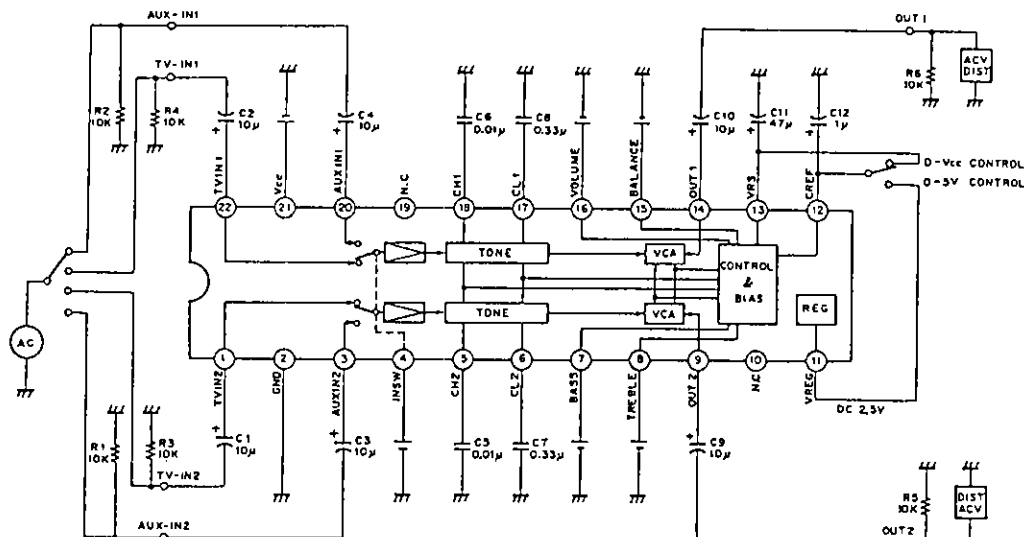 AUX-IN1
OUT 1
TV-IN1
R2
10K
R4
10K
C2
10μ
C4
10μ
C6
0.01μ
C8
0.33μ
C10
10μ
C11
47μ
C12
1μ
R6
10K
ACV
DIST
TVIN1
Vcc
AUXIN1
N.C
CH1
CL1
VOLUME
BALANCE
OUT1
VRS
CREF
0-Vcc CONTROL
0-5V CONTROL
22
21
20
19
18
17
16
15
14
13
12
TONE
VCA
CONTROL
&
BIAS
TONE
VCA
REG
AC
1
2
3
4
5
6
7
8
9
10
11
TVIN2
GND
AUXIN2
INSW
CH2
CL2
BASS
TREBLE
OUT2
N.C
VREG
DC 2,5V
R1
10K
R3
10K
C1
10μ
C3
10μ
C5
0.01μ
C7
0.33μ
C9
10μ
TV-IN2
AUX-IN2
R5
10K
DIST
ACV
OUT2